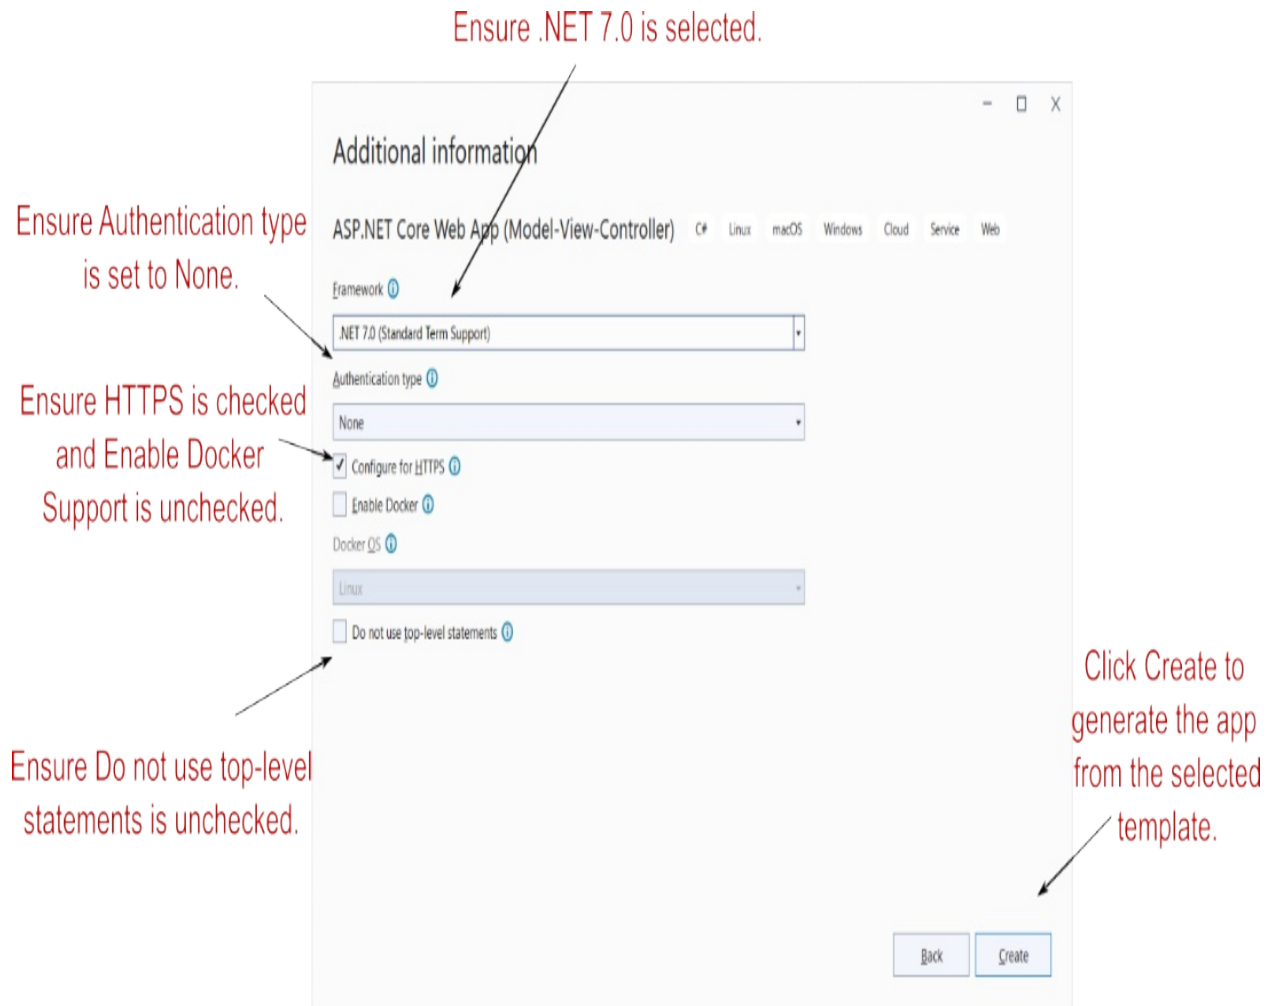 Ensure .NET 7.0 is selected.
Additional information
Ensure Authentication type
is set to None.
ASP.NET Core Web App (Model-View-Controller) C# Linux macOS Windows Cloud Service Web
Framework
.NET 7.0 (Standard Term Support)
Authentication type
None
Ensure HTTPS is checked
and Enable Docker
Support is unchecked.
Configure for HTTPS
Enable Docker
Docker OS
Linux
Do not use top-level statements
Ensure Do not use top-level
statements is unchecked.
Click Create to
generate the app
from the selected
template.
Back Create